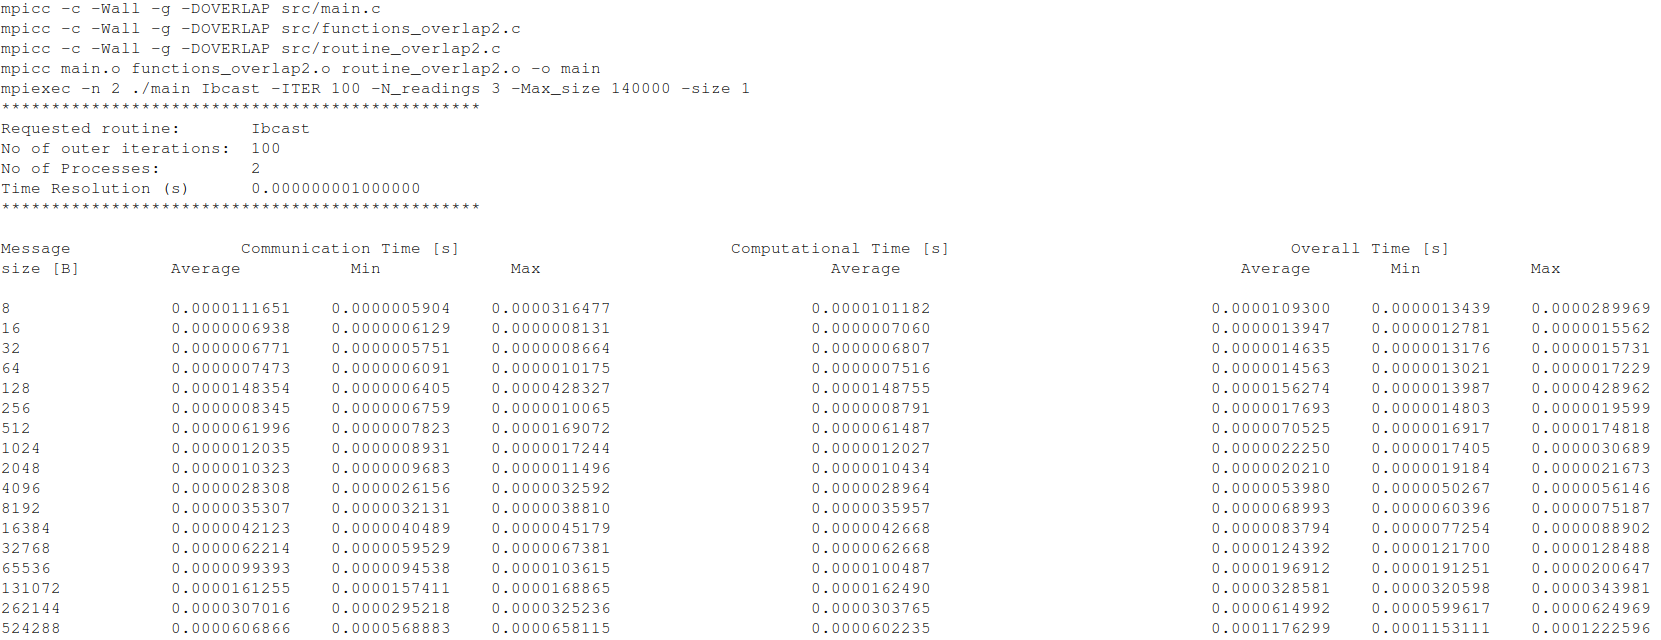 mpicc -c -Wall -g -DOVERLAP src/main.c
mpicc -c -Wall -g -DOVERLAP src/functions_overlap2.c
mpicc -c -Wall -g -DOVERLAP src/routine_overlap2.c
mpicc main.o functions_overlap2.o routine_overlap2.o -o main
mpiexec -n 2 ./main Ibcast -ITER 100 -N_readings 3 -Max_size 140000 -size 1
************************************************
Requested routine: Ibcast
No of outer iterations: 100
No of Processes: 2
Time Resolution (s) 0.000000001000000
************************************************
Message Communication Time [s] Computational Time [s] Overall Time [s]
size [B] Average Min Max Average Average Min Max
8 0.0000111651 0.0000005904 0.0000316477 0.0000101182 0.0000109300 0.0000013439 0.0000289969
16 0.0000006938 0.0000006129 0.0000008131 0.0000007060 0.0000013947 0.0000012781 0.0000015562
32 0.0000006771 0.0000005751 0.0000008664 0.0000006807 0.0000014635 0.0000013176 0.0000015731
64 0.0000007473 0.0000006091 0.0000010175 0.0000007516 0.0000014563 0.0000013021 0.0000017229
128 0.0000148354 0.0000006405 0.0000428327 0.0000148755 0.0000156274 0.0000013987 0.0000428962
256 0.0000008345 0.0000006759 0.0000010065 0.0000008791 0.0000017693 0.0000014803 0.0000019599
512 0.0000061996 0.0000007823 0.0000169072 0.0000061487 0.0000070525 0.0000016917 0.0000174818
1024 0.0000012035 0.0000008931 0.0000017244 0.0000012027 0.0000022250 0.0000017405 0.0000030689
2048 0.0000010323 0.0000009683 0.0000011496 0.0000010434 0.0000020210 0.0000019184 0.0000021673
4096 0.0000028308 0.0000026156 0.0000032592 0.0000028964 0.0000053980 0.0000050267 0.0000056146
8192 0.0000035307 0.0000032131 0.0000038810 0.0000035957 0.0000068993 0.0000060396 0.0000075187
16384 0.0000042123 0.0000040489 0.0000045179 0.0000042668 0.0000083794 0.0000077254 0.0000088902
32768 0.0000062214 0.0000059529 0.0000067381 0.0000062668 0.0000124392 0.0000121700 0.0000128488
65536 0.0000099393 0.0000094538 0.0000103615 0.0000100487 0.0000196912 0.0000191251 0.0000200647
131072 0.0000161255 0.0000157411 0.0000168865 0.0000162490 0.0000328581 0.0000320598 0.0000343981
262144 0.0000307016 0.0000295218 0.0000325236 0.0000303765 0.0000614992 0.0000599617 0.0000624969
524288 0.0000606866 0.0000568883 0.0000658115 0.0000602235 0.0001176299 0.0001153111 0.0001222596